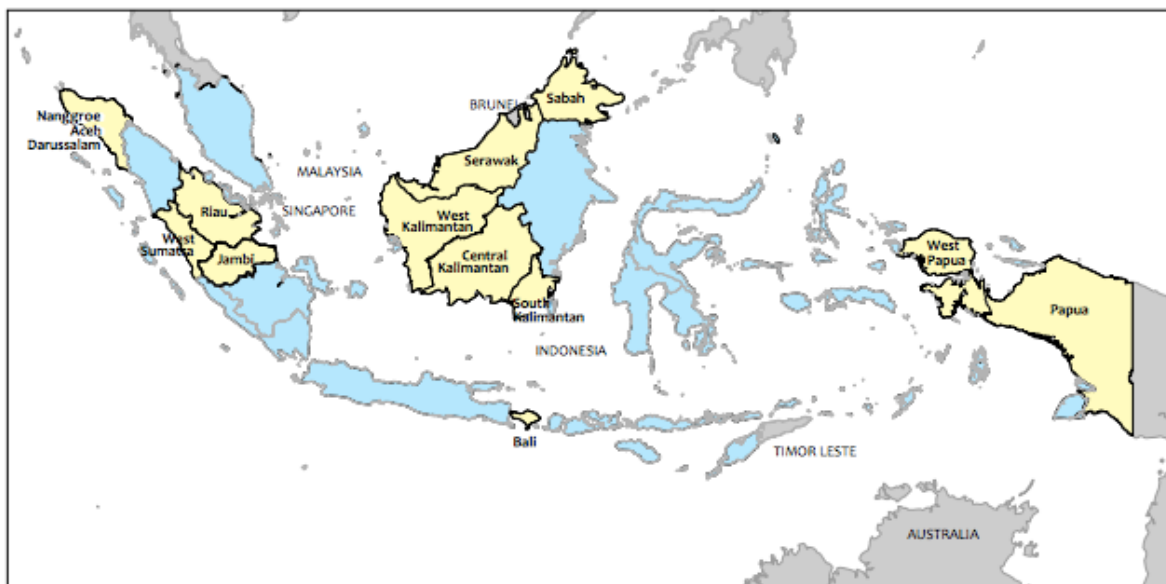 Nanggroe
Aceh
Darussalam
MALAYSIA
SINGAPORE
Riau
West
Sumatra
Jambi
BRUNEI
Sabah
Serawak
West
Kalimantan
Central
Kalimantan
South
Kalimantan
INDONESIA
Bali
West
Papua
Papua
TIMOR LESTE
AUSTRALIA